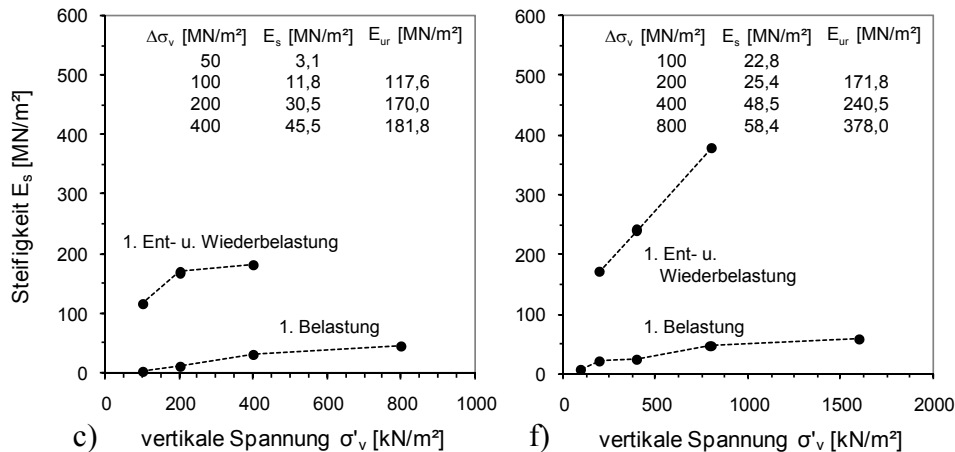 Steifigkeit Es [MN/m²]
600
500
400
300
200
100
0
Δσv [MN/m²] Es [MN/m²] Eur [MN/m²]
50 3,1
100 11,8 117,6
200 30,5 170,0
400 45,5 181,8
1. Ent- u. Wiederbelastung
1. Belastung
0 200 400 600 800 1000
c) vertikale Spannung σ'v [kN/m²]
600
500
400
300
200
100
0
Δσv [MN/m²] Es [MN/m²] Eur [MN/m²]
100 22,8
200 25,4 171,8
400 48,5 240,5
800 58,4 378,0
1. Ent- u.
Wiederbelastung
1. Belastung
0 500 1000 1500 2000
f) vertikale Spannung σ'v [kN/m²]